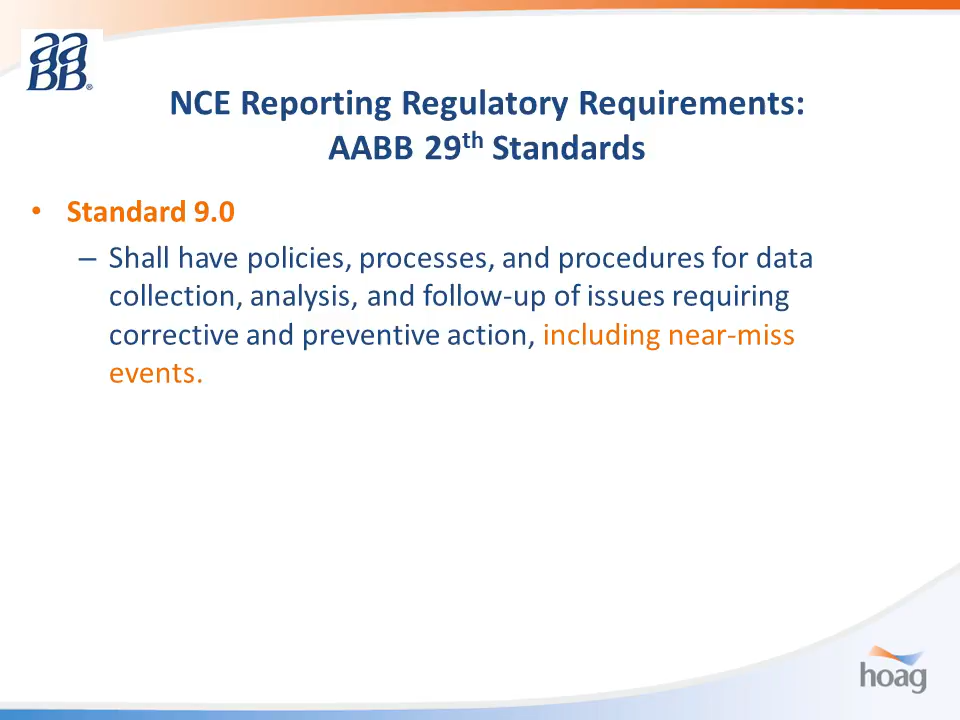 aaBB®
NCE Reporting Regulatory Requirements:
AABB 29th Standards
• Standard 9.0
– Shall have policies, processes, and procedures for data
collection, analysis, and follow-up of issues requiring
corrective and preventive action, including near-miss
events.
hoag